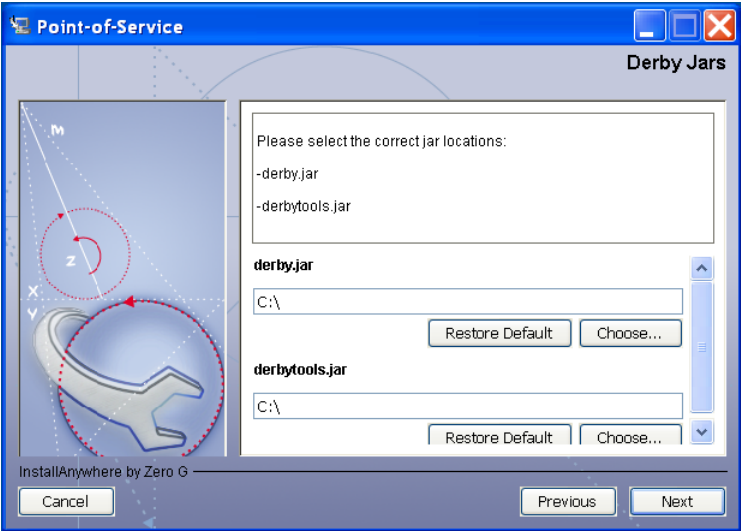 Point-of-Service
Derby Jars
M
Z
X
Y
Please select the correct jar locations:
-derby.jar
-derbytools.jar
derby.jar
C:\
Restore Default
Choose...
derbytools.jar
C:\
Restore Default
Choose...
InstallAnywhere by Zero G
Cancel
Previous
Next